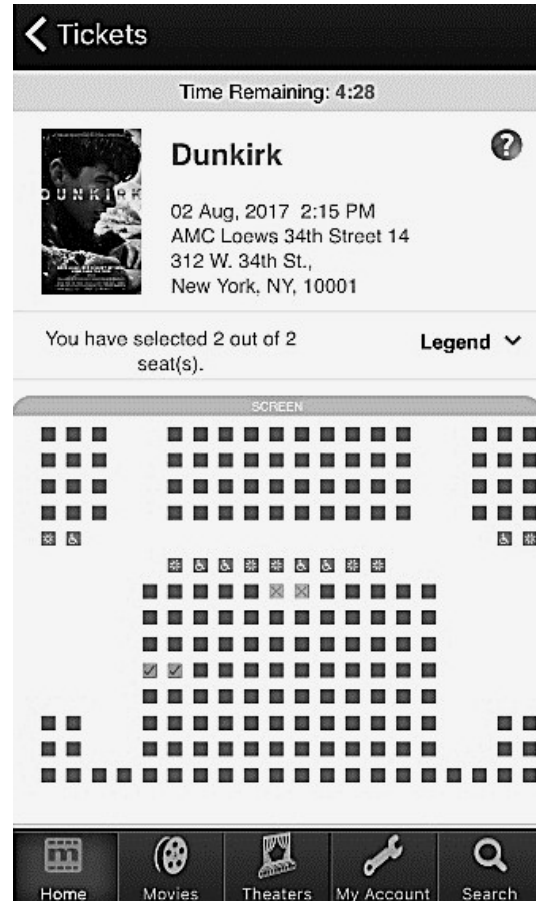 Tickets
Time Remaining: 4:28
DUNKIRK
Dunkirk
?
02 Aug, 2017 2:15 PM
AMC Loews 34th Street 14
312 W. 34th St.,
New York, NY, 10001
You have selected 2 out of 2
seat(s).
Legend
SCREEN
m
Home
Movies
Theaters
My Account
Search